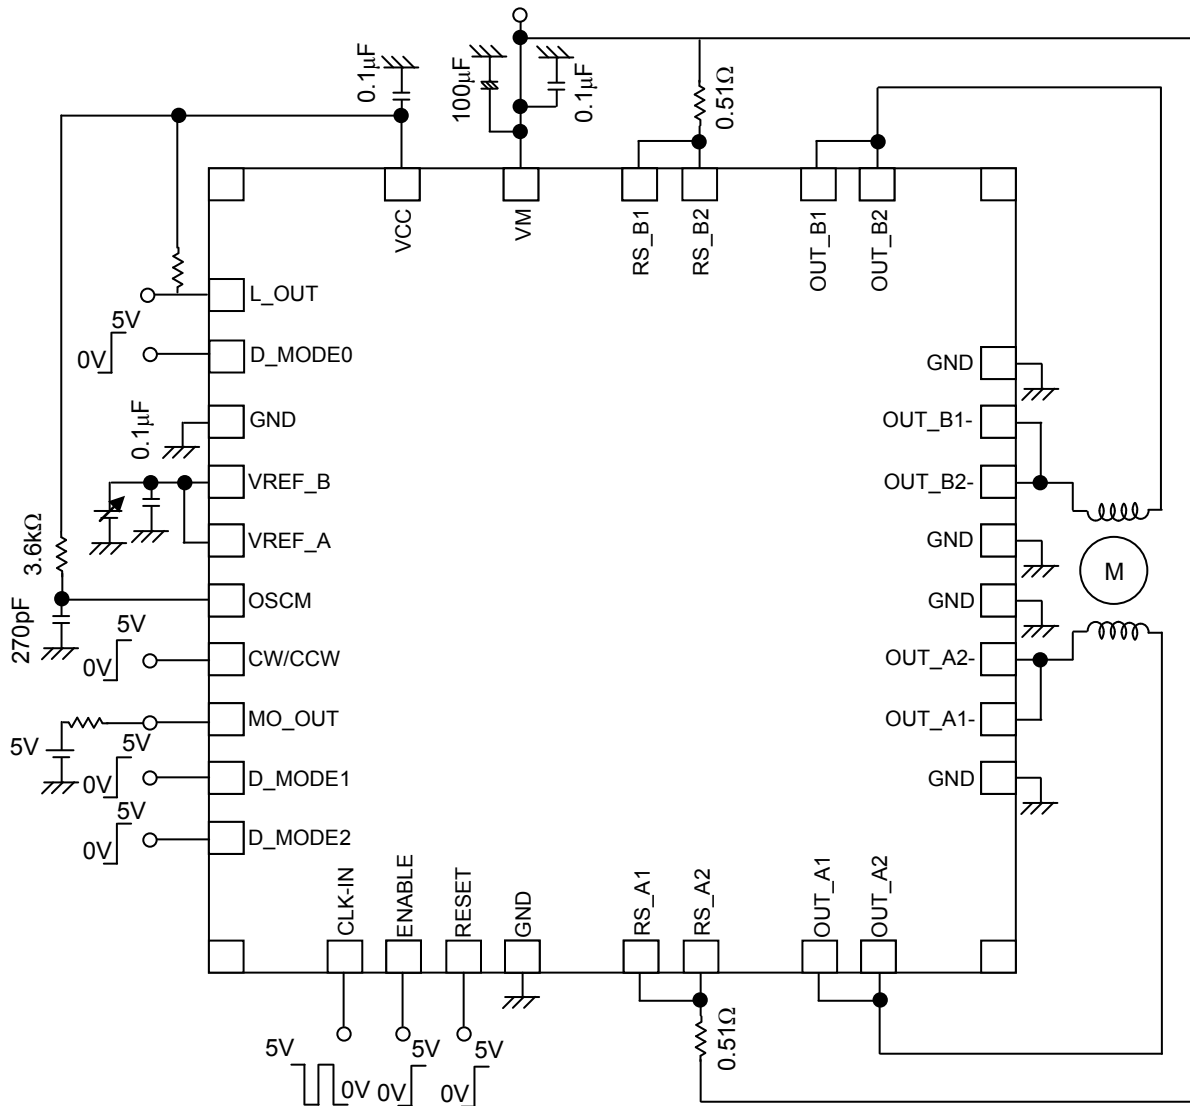 0.1µF
100µF
0.1µF
0.51Ω
VCC
VM
RS_B1
RS_B2
OUT_B1
OUT_B2
L_OUT
5V
0V
D_MODE0
GND
0.1µF
VREF_B
VREF_A
3.6kΩ
OSCM
270pF
5V
0V
CW/CCW
MO_OUT
5V
5V
0V
D_MODE1
5V
0V
D_MODE2
GND
OUT_B1-
OUT_B2-
GND
M
GND
OUT_A2-
OUT_A1-
GND
CLK-IN
ENABLE
RESET
GND
RS_A1
RS_A2
OUT_A1
OUT_A2
5V
0V
5V
0V
5V
0V
0.51Ω